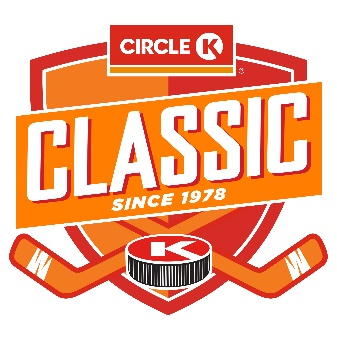 CIRCLE K
®
CLASSIC
SINCE 1978
K